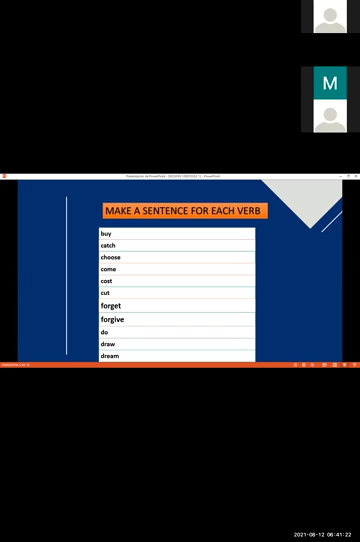 M
MAKE A SENTENCE FOR EACH VERB
buy
catch
choose
come
cost
cut
forget
forgive
do
draw
dream
2021-08-12 06:41:22